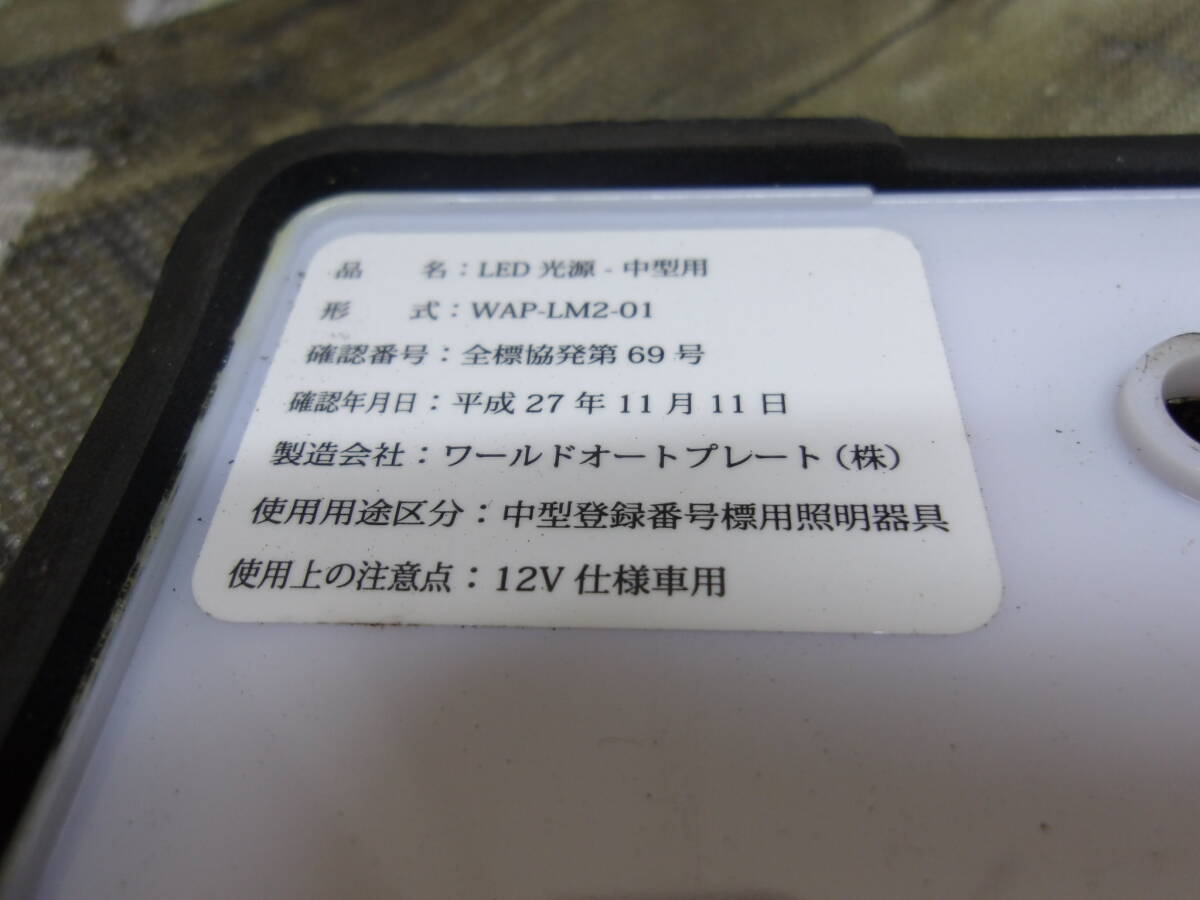 品　　名：LED 光源 - 中型用
形　　式：WAP-LM2-01
確認番号：全標協発第 69 号
確認年月日：平成 27 年 11 月 11 日
製造会社：ワールドオートプレート（株）
使用用途区分：中型登録番号標用照明器具
使用上の注意点：12V 仕様車用